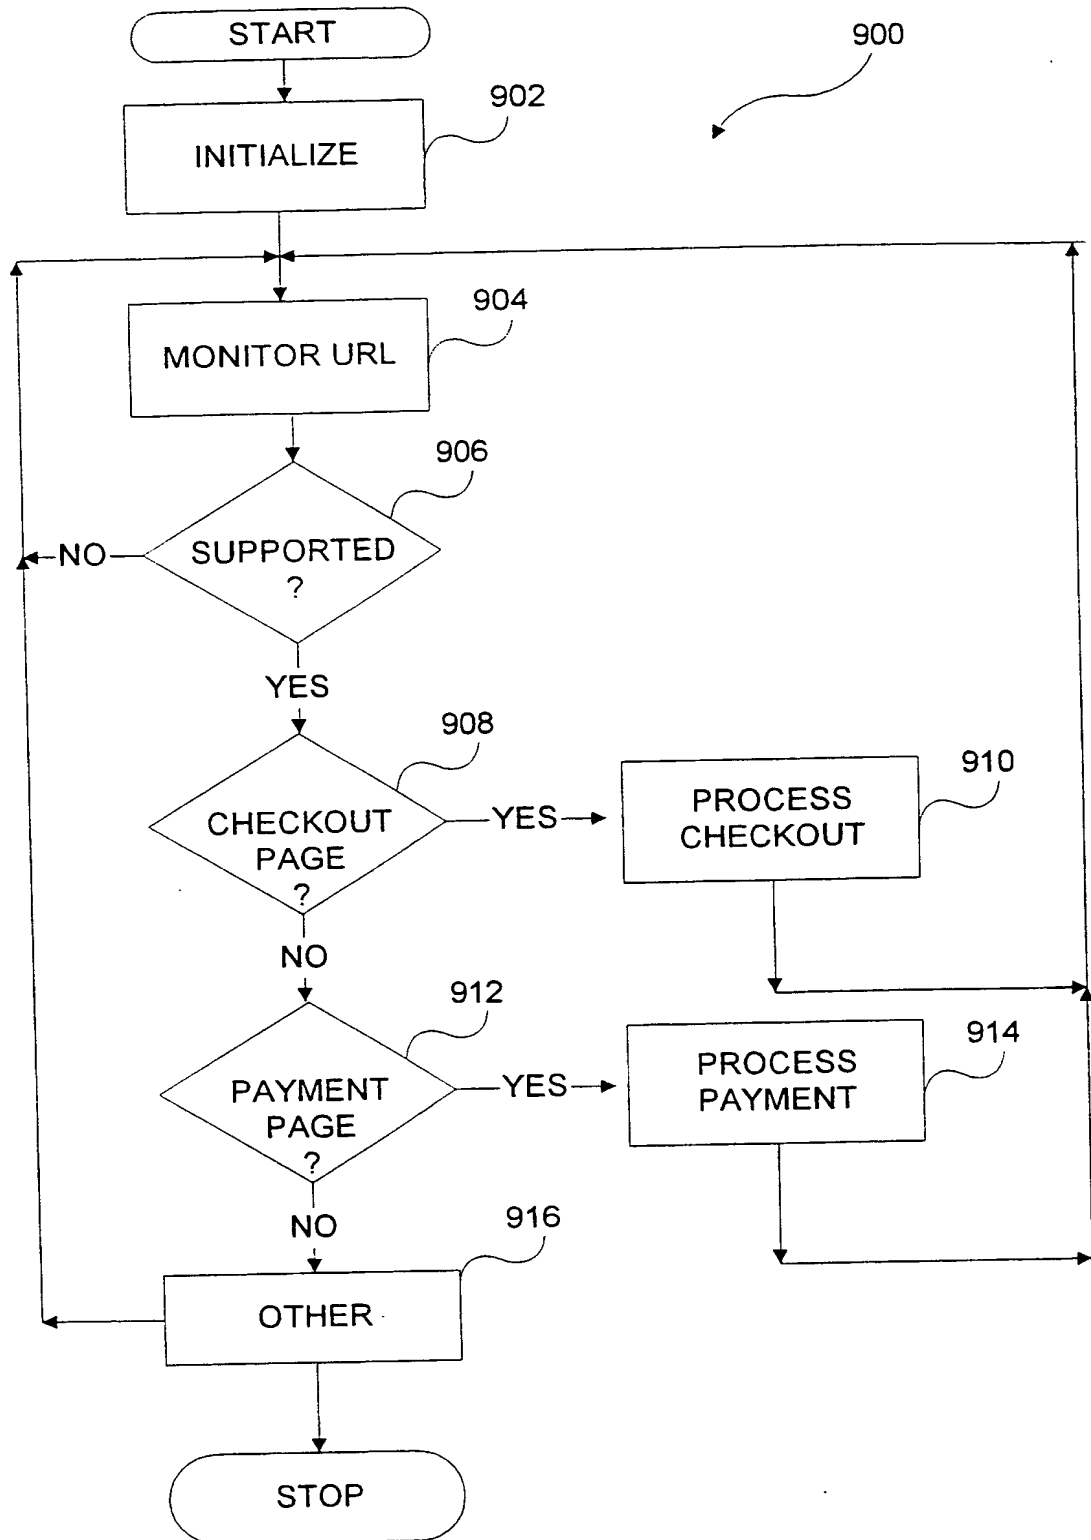 START
900
902
INITIALIZE
904
MONITOR URL
906
SUPPORTED
?
NO
YES
908
CHECKOUT
PAGE
?
YES
PROCESS
CHECKOUT
910
NO
912
PAYMENT
PAGE
?
YES
PROCESS
PAYMENT
914
NO
916
OTHER
STOP